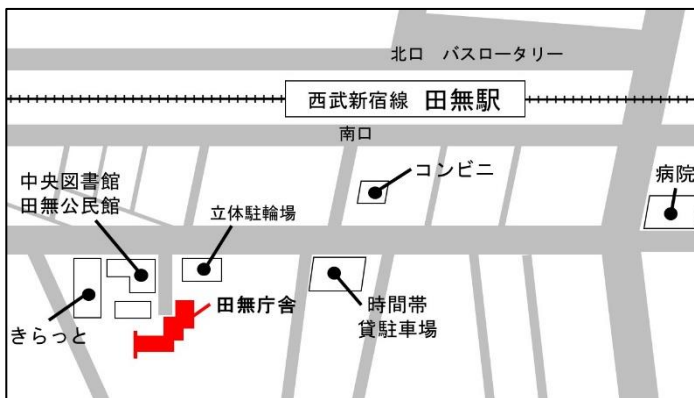 北口 バスロータリー
西武新宿線 田無駅
南口
コンビニ
病院
中央図書館
田無公民館
立体駐輪場
田無庁舎
時間帯
貸駐車場
きらっと